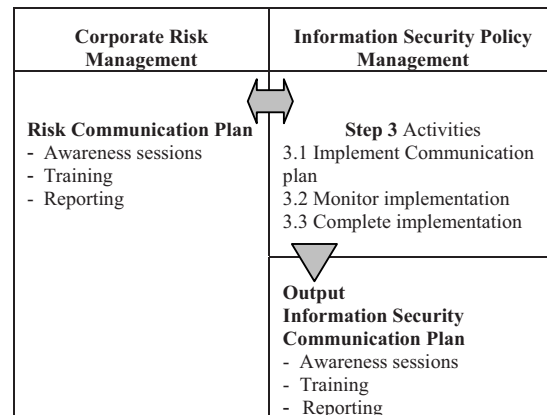 Corporate Risk
Management
Information Security Policy
Management
Risk Communication Plan
- Awareness sessions
- Training
- Reporting
Step 3 Activities
3.1 Implement Communication
plan
3.2 Monitor implementation
3.3 Complete implementation
Output
Information Security
Communication Plan
- Awareness sessions
- Training
- Reporting